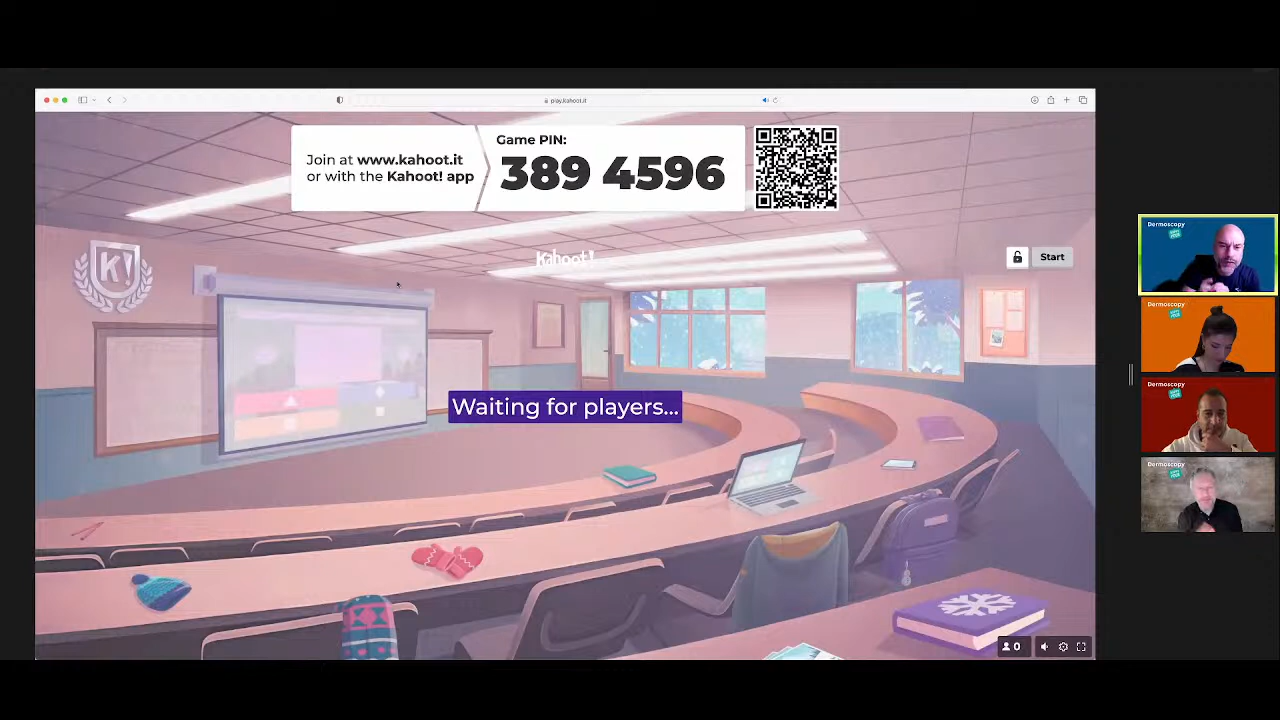 play.kahoot.it
Join at www.kahoot.it
or with the Kahoot! app
Game PIN:
389 4596
Kahoot!
K!
Start
Waiting for players...
0
Dermoscopy
Dermoscopy
Dermoscopy
Dermoscopy